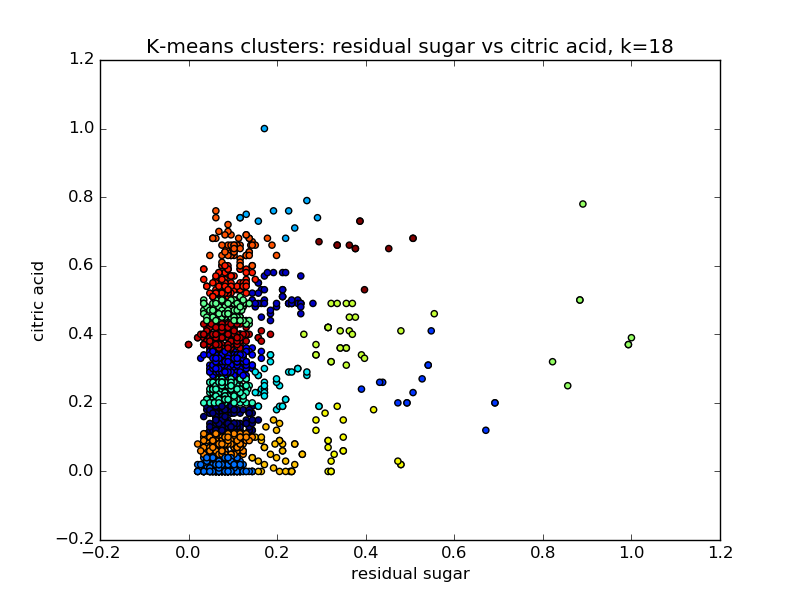 K-means clusters: residual sugar vs citric acid, k=18
1.2
1.0
0.8
0.6
0.4
0.2
0.0
−0.2
citric acid
−0.2 0.0 0.2 0.4 0.6 0.8 1.0 1.2
residual sugar